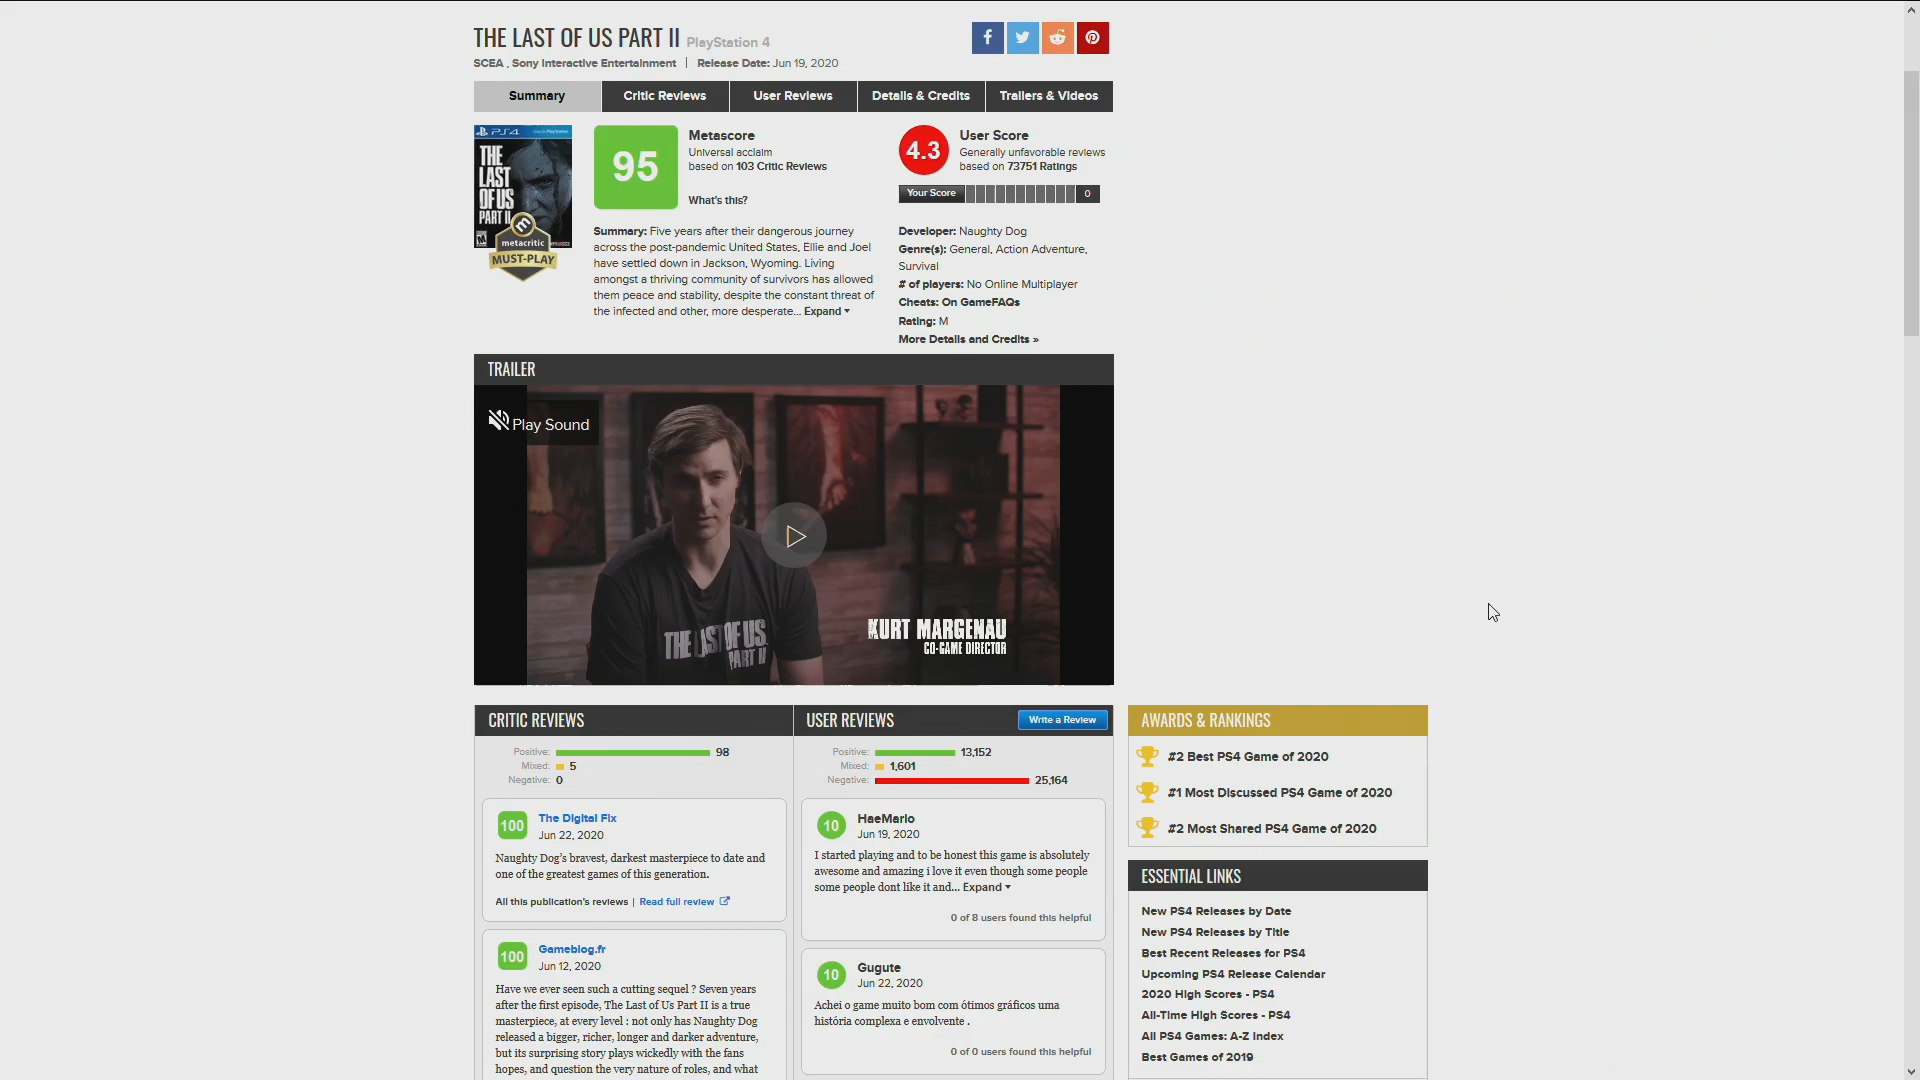 THE LAST OF US PART II PlayStation 4
SCEA , Sony Interactive Entertainment | Release Date: Jun 19, 2020
Summary
Critic Reviews
User Reviews
Details & Credits
Trailers & Videos
PS4
THE LAST OF US PART II
metacritic
MUST-PLAY
95
Metascore
Universal acclaim
based on 103 Critic Reviews
What's this?
4.3
User Score
Generally unfavorable reviews
based on 73751 Ratings
Your Score
0
Summary: Five years after their dangerous journey
across the post-pandemic United States, Ellie and Joel
have settled down in Jackson, Wyoming. Living
amongst a thriving community of survivors has allowed
them peace and stability, despite the constant threat of
the infected and other, more desperate... Expand
Developer: Naughty Dog
Genre(s): General, Action Adventure,
Survival
# of players: No Online Multiplayer
Cheats: On GameFAQs
Rating: M
More Details and Credits »
TRAILER
Play Sound
THE LAST OF US
PART II
KURT MARGENAU
CO-GAME DIRECTOR
CRITIC REVIEWS
Positive: 98
Mixed: 5
Negative: 0
100
The Digital Fix
Jun 22, 2020
Naughty Dog’s bravest, darkest masterpiece to date and
one of the greatest games of this generation.
All this publication's reviews | Read full review
100
Gameblog.fr
Jun 12, 2020
Have we ever seen such a cutting sequel ? Seven years
after the first episode, The Last of Us Part II is a true
masterpiece, at every level : not only has Naughty Dog
released a bigger, richer, longer and darker adventure,
but its surprising story plays wickedly with the fans
hopes, and question the very nature of roles, and what
USER REVIEWS
Write a Review
Positive: 13,152
Mixed: 1,601
Negative: 25,164
10
HaeMario
Jun 19, 2020
I started playing and to be honest this game is absolutely
awesome and amazing i love it even though some people
some people dont like it and... Expand
0 of 8 users found this helpful
10
Gugute
Jun 22, 2020
Achei o game muito bom com ótimos gráficos uma
história complexa e envolvente .
0 of 0 users found this helpful
AWARDS & RANKINGS
#2 Best PS4 Game of 2020
#1 Most Discussed PS4 Game of 2020
#2 Most Shared PS4 Game of 2020
ESSENTIAL LINKS
New PS4 Releases by Date
New PS4 Releases by Title
Best Recent Releases for PS4
Upcoming PS4 Release Calendar
2020 High Scores - PS4
All-Time High Scores - PS4
All PS4 Games: A-Z Index
Best Games of 2019